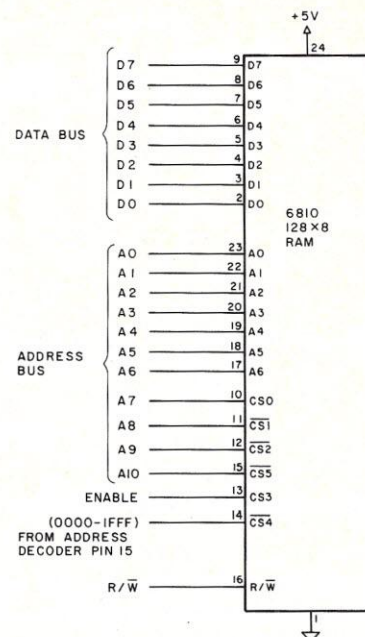 +5V
24
D7 9 D7
D6 8 D6
D5 7 D5
D4 6 D4
DATA BUS
D3 5 D3
D2 4 D2
D1 3 D1
D0 2 D0
6810
128×8
RAM
A0 23 A0
A1 22 A1
A2 21 A2
A3 20 A3
A4 19 A4
ADDRESS
BUS
A5 18 A5
A6 17 A6
A7 10 CS0
A8 11 C̅S̅1̅
A9 12 C̅S̅2̅
A10 15 C̅S̅5̅
ENABLE 13 CS3
(0000-1FFF) 14 C̅S̅4̅
FROM ADDRESS
DECODER PIN 15
R/W̅ 16 R/W̅
1